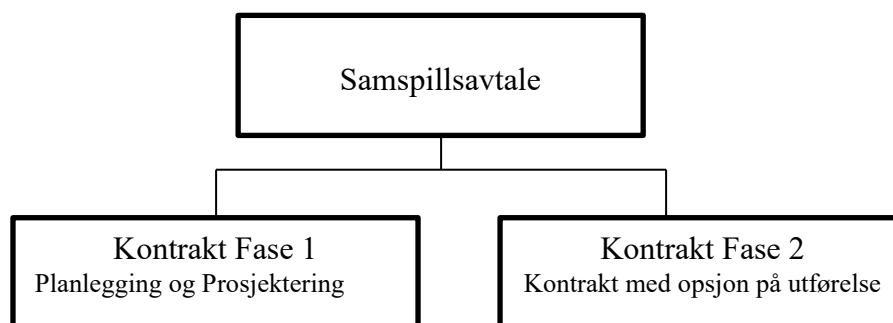 Samspillsavtale
Kontrakt Fase 1
Planlegging og Prosjektering
Kontrakt Fase 2
Kontrakt med opsjon på utførelse